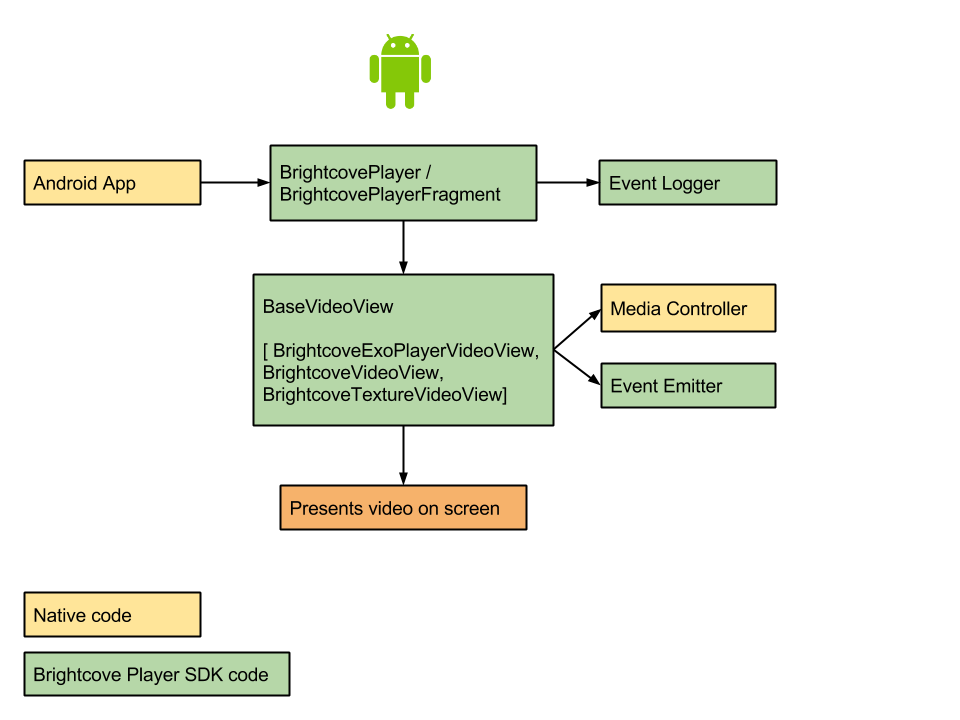 Android App
BrightcovePlayer /
BrightcovePlayerFragment
Event Logger
BaseVideoView
[ BrightcoveExoPlayerVideoView,
BrightcoveVideoView,
BrightcoveTextureVideoView]
Media Controller
Event Emitter
Presents video on screen
Native code
Brightcove Player SDK code